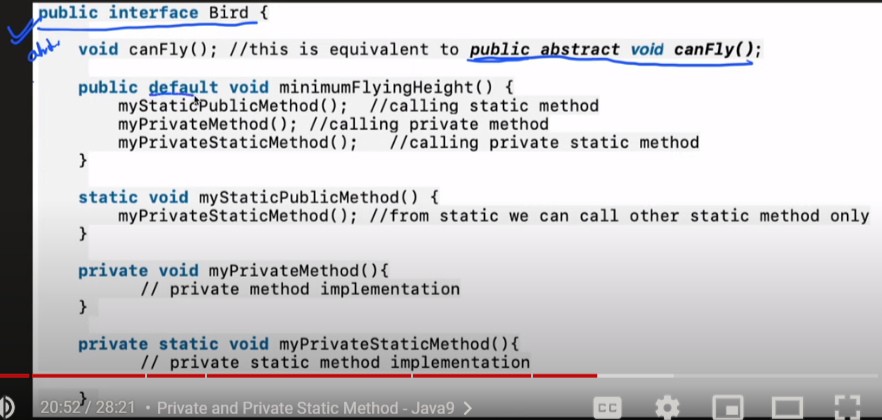 public interface Bird {
void canFly(); //this is equivalent to public abstract void canFly();
public default void minimumFlyingHeight() {
myStaticPublicMethod();  //calling static method
myPrivateMethod(); //calling private method
myPrivateStaticMethod();   //calling private static method
}
static void myStaticPublicMethod() {
myPrivateStaticMethod(); //from static we can call other static method only
}
private void myPrivateMethod(){
// private method implementation
}
private static void myPrivateStaticMethod(){
// private static method implementation
}
20:52 / 28:21 • Private and Private Static Method - Java9 >
CC